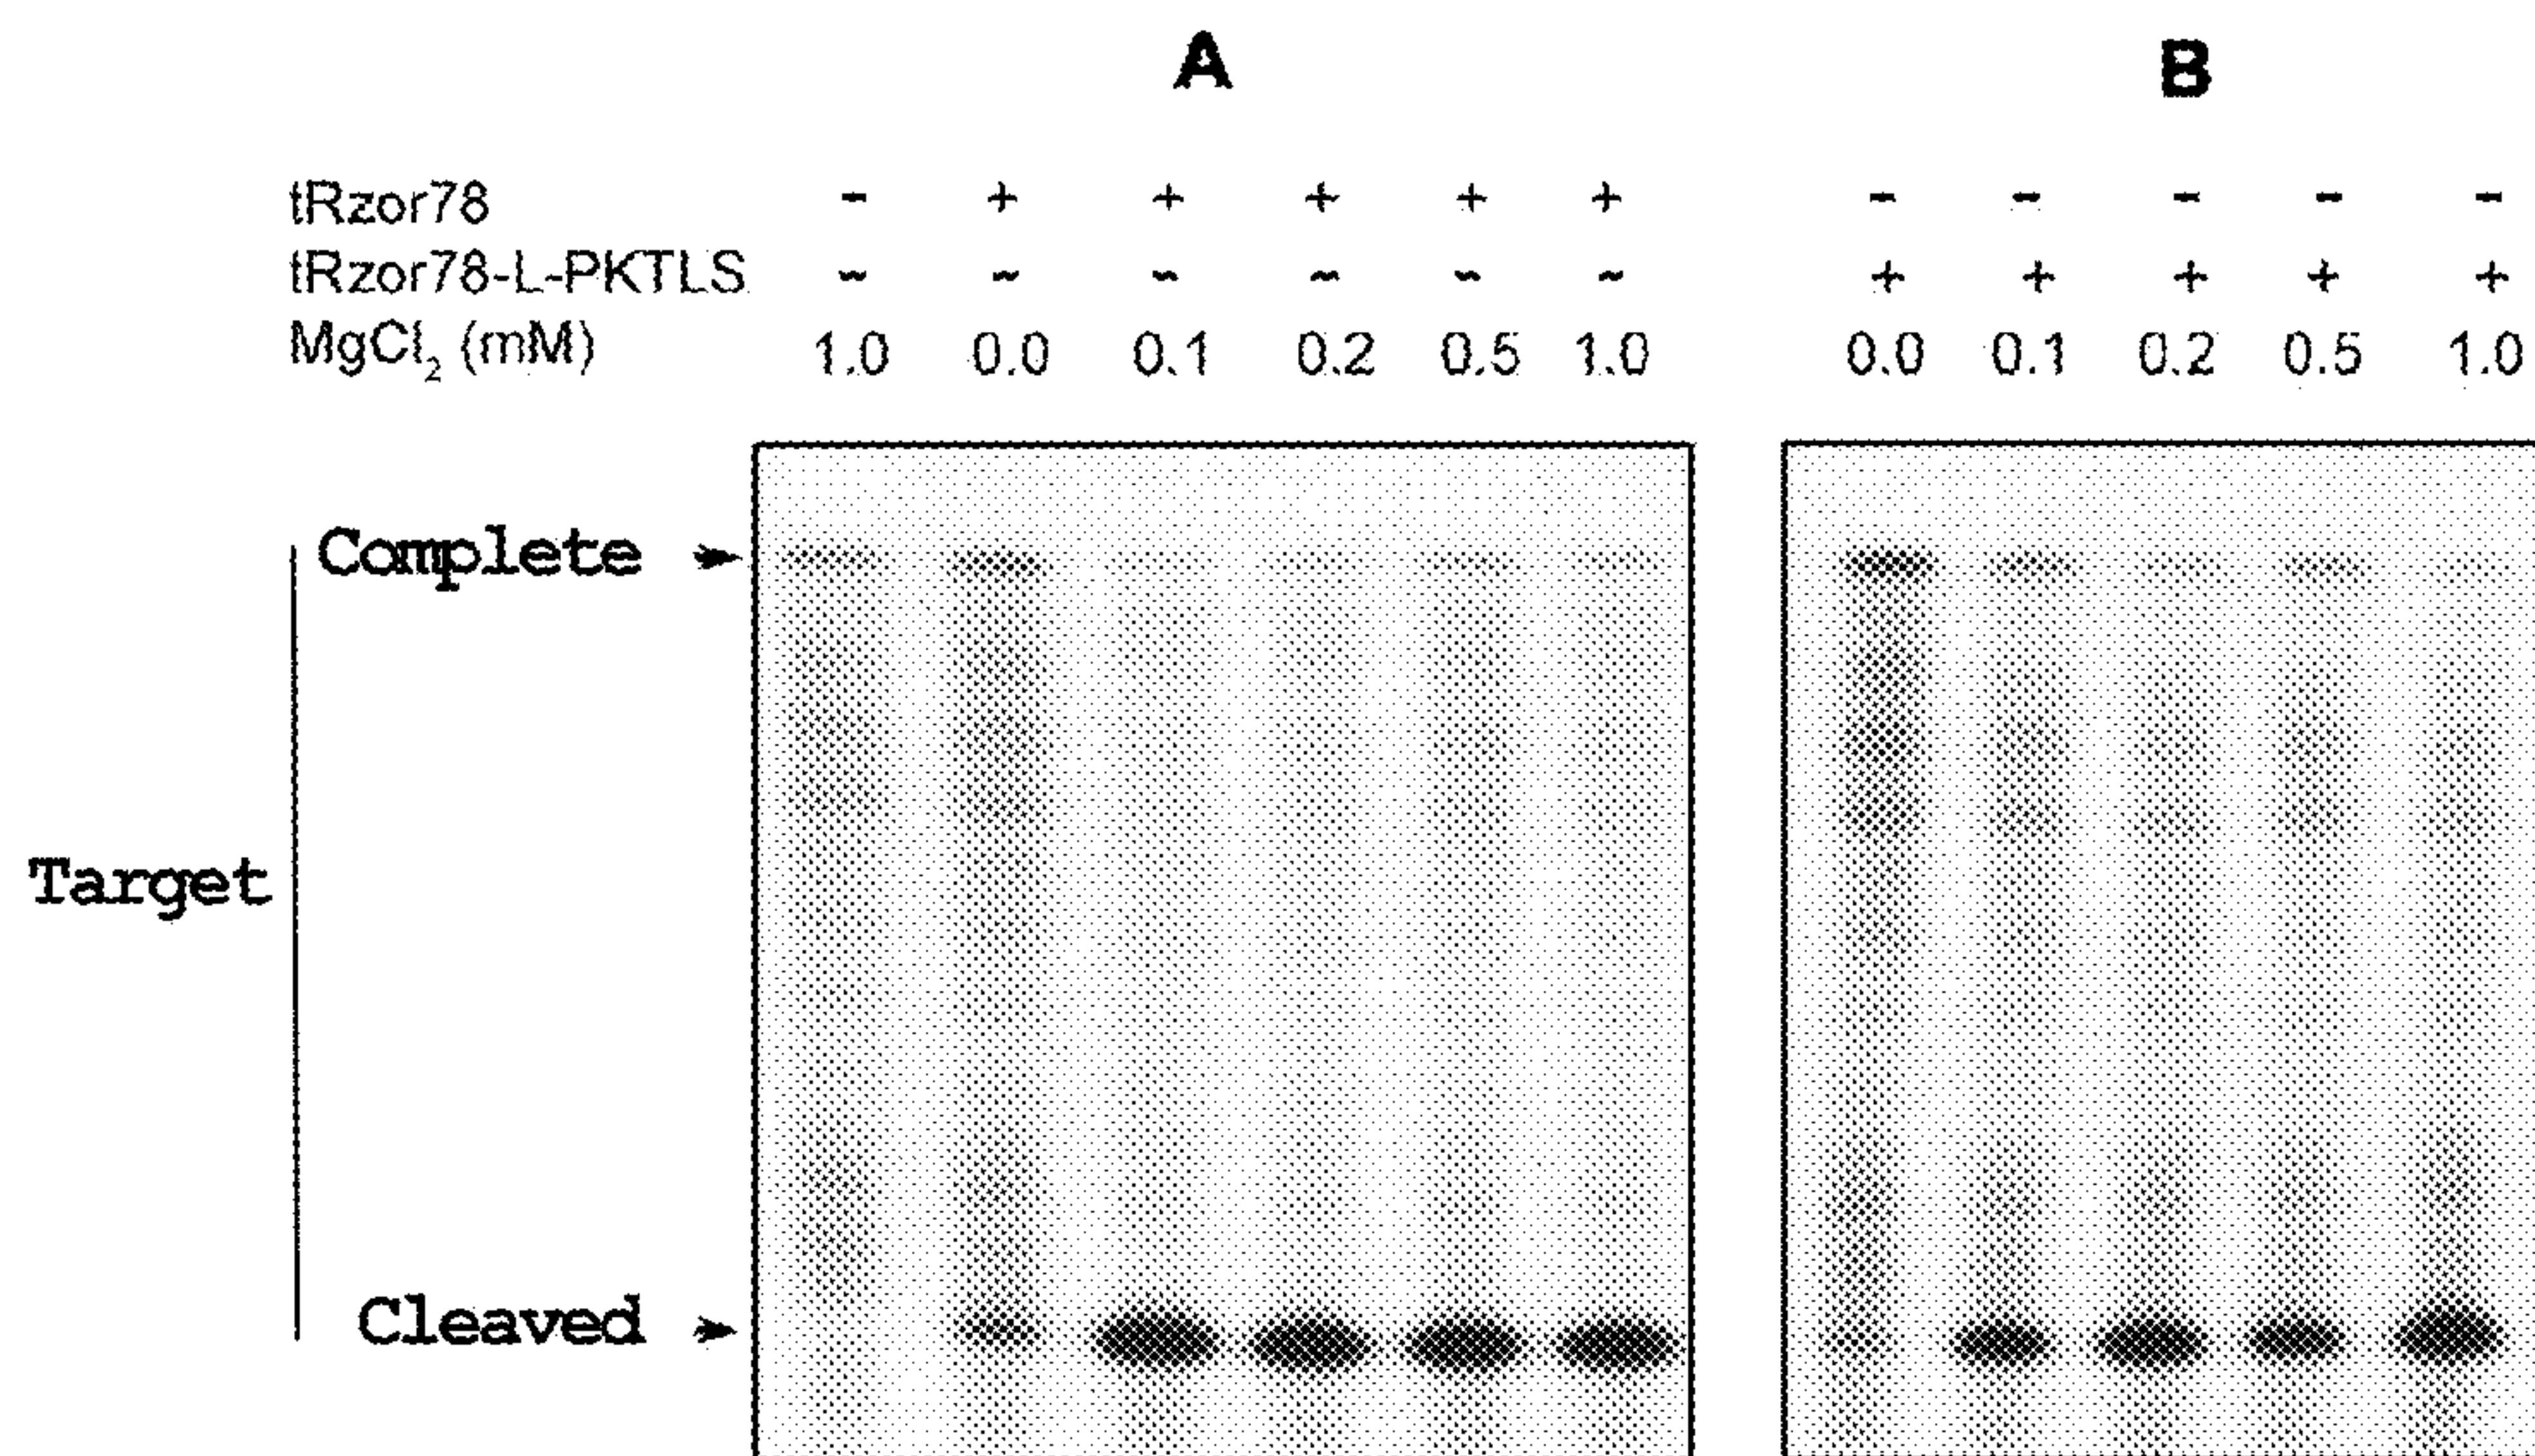 A B
tRzor78 - + + + + + - - - - -
tRzor78-L-PKTLS - - - - - - + + + + +
MgCl₂ (mM) 1.0 0.0 0.1 0.2 0.5 1.0 0.0 0.1 0.2 0.5 1.0
Complete
Target
Cleaved